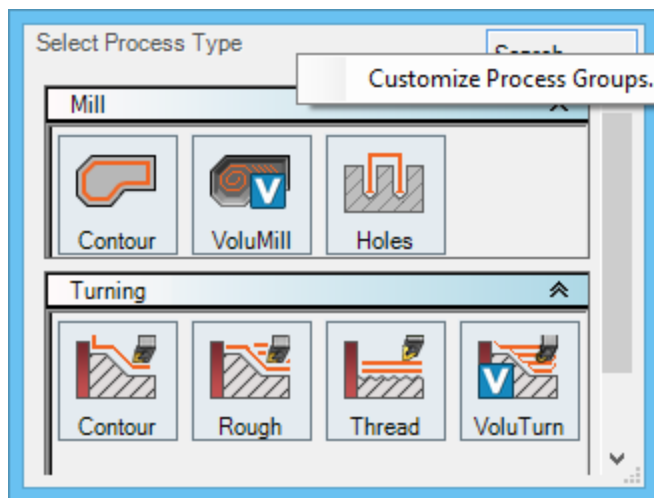 Select Process Type
Customize Process Groups.
Mill
Contour VoluMill Holes
Turning
Contour Rough Thread VoluTurn